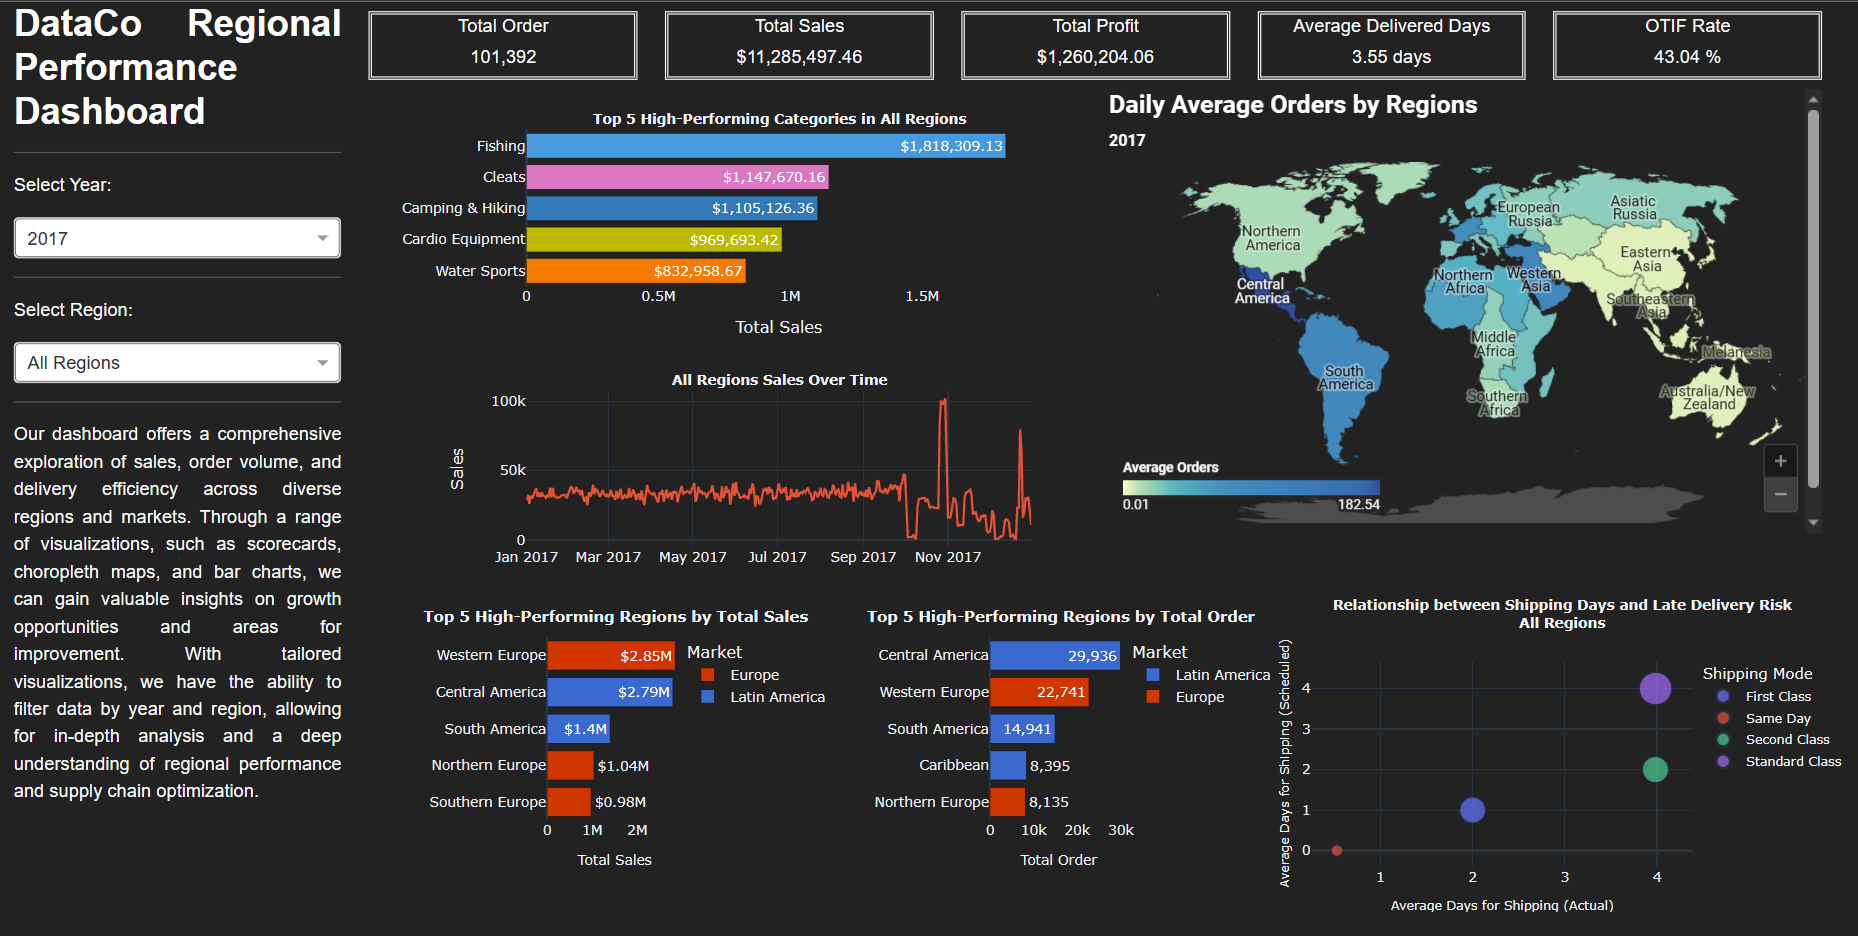 DataCo Regional
Performance
Dashboard
Select Year:
2017
Select Region:
All Regions
Our dashboard offers a comprehensive
exploration of sales, order volume, and
delivery efficiency across diverse
regions and markets. Through a range
of visualizations, such as scorecards,
choropleth maps, and bar charts, we
can gain valuable insights on growth
opportunities and areas for
improvement. With tailored
visualizations, we have the ability to
filter data by year and region, allowing
for in-depth analysis and a deep
understanding of regional performance
and supply chain optimization.
Total Order
101,392
Total Sales
$11,285,497.46
Total Profit
$1,260,204.06
Average Delivered Days
3.55 days
OTIF Rate
43.04 %
Top 5 High-Performing Categories in All Regions
Fishing
$1,818,309.13
Cleats
$1,147,670.16
Camping & Hiking
$1,105,126.36
Cardio Equipment
$969,693.42
Water Sports
$832,958.67
0 0.5M 1M 1.5M
Total Sales
Daily Average Orders by Regions
2017
Northern
America
Central
America
South
America
European
Russia
Asiatic
Russia
Eastern
Asia
Northern
Africa
Western
Asia
Southeastern
Asia
Middle
Africa
Melanesia
Southern
Africa
Australia/New
Zealand
Average Orders
0.01 182.54
+
−
All Regions Sales Over Time
Sales
100k
50k
0
Jan 2017 Mar 2017 May 2017 Jul 2017 Sep 2017 Nov 2017
Top 5 High-Performing Regions by Total Sales
Western Europe
$2.85M
Central America
$2.79M
South America
$1.4M
Northern Europe
$1.04M
Southern Europe
$0.98M
0 1M 2M
Total Sales
Market
Europe
Latin America
Top 5 High-Performing Regions by Total Order
Central America
29,936
Western Europe
22,741
South America
14,941
Caribbean
8,395
Northern Europe
8,135
0 10k 20k 30k
Total Order
Market
Latin America
Europe
Relationship between Shipping Days and Late Delivery Risk
All Regions
Average Days for Shipping (Scheduled)
4
3
2
1
0
1 2 3 4
Average Days for Shipping (Actual)
Shipping Mode
First Class
Same Day
Second Class
Standard Class